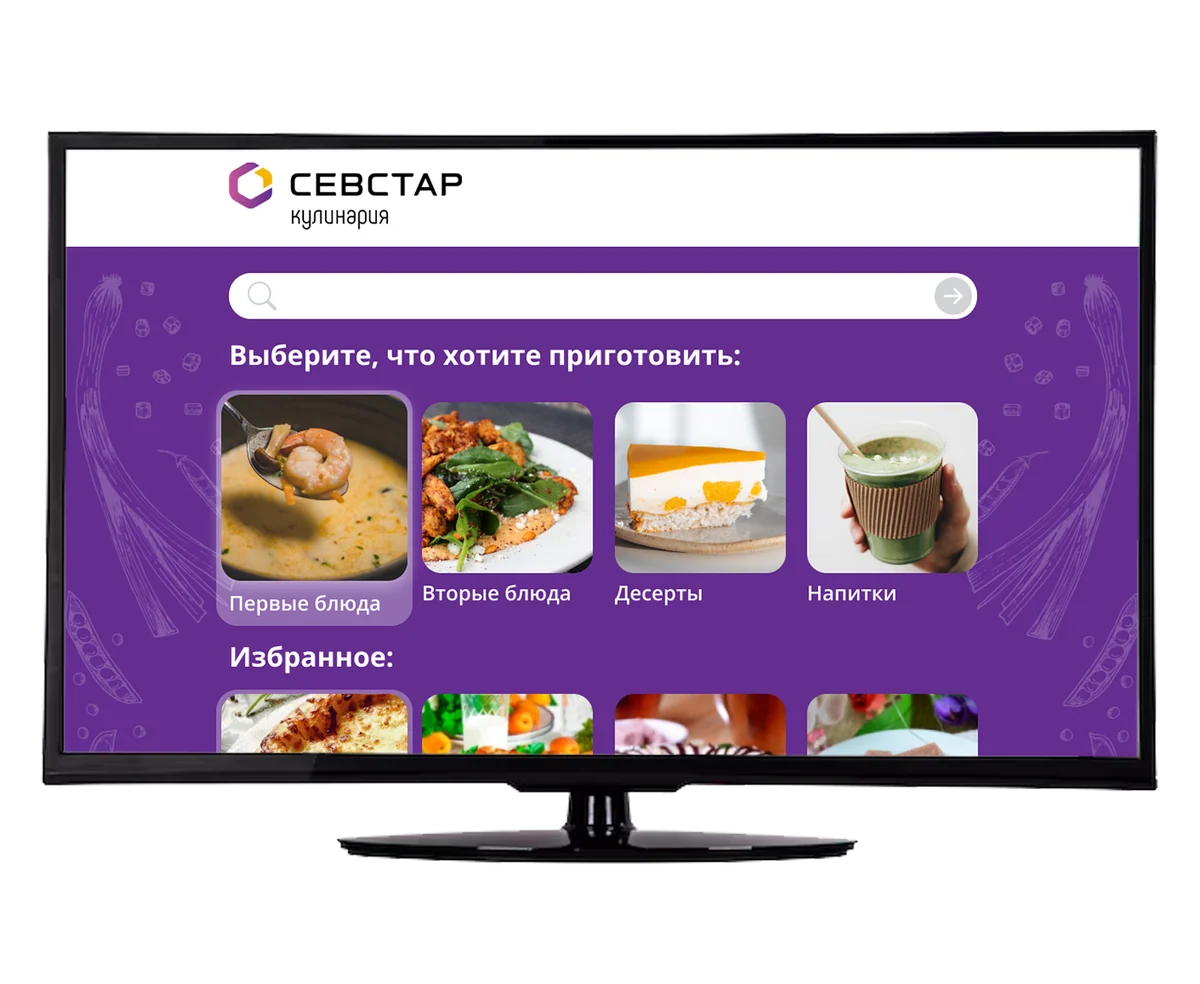 СЕВСТАР
кулинария
Выберите, что хотите приготовить:
Первые блюда
Вторые блюда
Десерты
Напитки
Избранное: